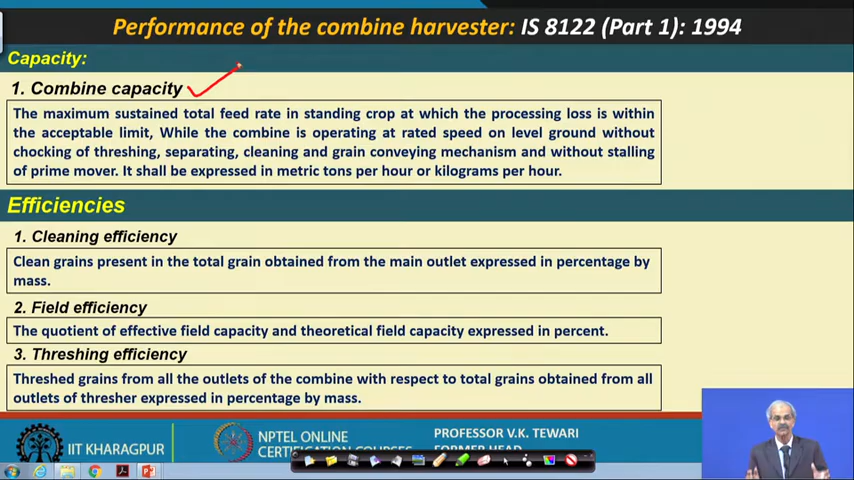 Performance of the combine harvester: IS 8122 (Part 1): 1994
Capacity:
1. Combine capacity
The maximum sustained total feed rate in standing crop at which the processing loss is within
the acceptable limit, While the combine is operating at rated speed on level ground without
chocking of threshing, separating, cleaning and grain conveying mechanism and without stalling
of prime mover. It shall be expressed in metric tons per hour or kilograms per hour.
Efficiencies
1. Cleaning efficiency
Clean grains present in the total grain obtained from the main outlet expressed in percentage by
mass.
2. Field efficiency
The quotient of effective field capacity and theoretical field capacity expressed in percent.
3. Threshing efficiency
Threshed grains from all the outlets of the combine with respect to total grains obtained from all
outlets of thresher expressed in percentage by mass.
IIT KHARAGPUR
NPTEL ONLINE
CERTIFICATION COURSES
PROFESSOR V.K. TEWARI
FORMER HEAD